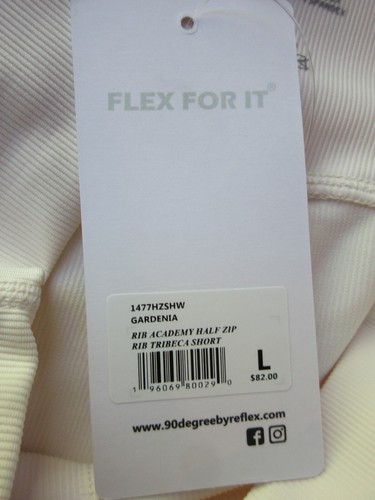 FLEX FOR IT®
1477HZSHW
GARDENIA
RIB ACADEMY HALF ZIP
RIB TRIBECA SHORT
L
$82.00
1 96069 80029 0
www.90degreebyreflex.com